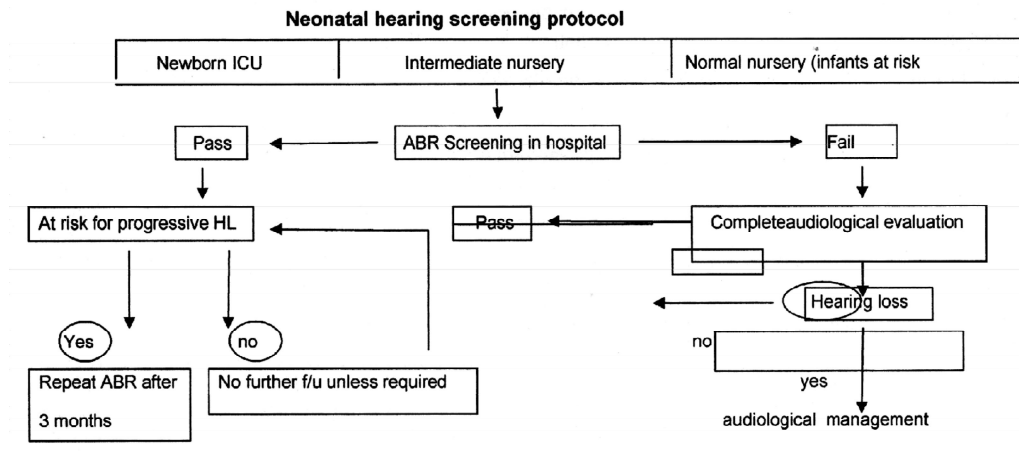 Neonatal hearing screening protocol
Newborn ICU
Intermediate nursery
Normal nursery (infants at risk
Pass
ABR Screening in hospital
Fail
At risk for progressive HL
Pass
Completeaudiological evaluation
Hearing loss
Yes
no
no
Repeat ABR after
3 months
No further f/u unless required
yes
audiological management